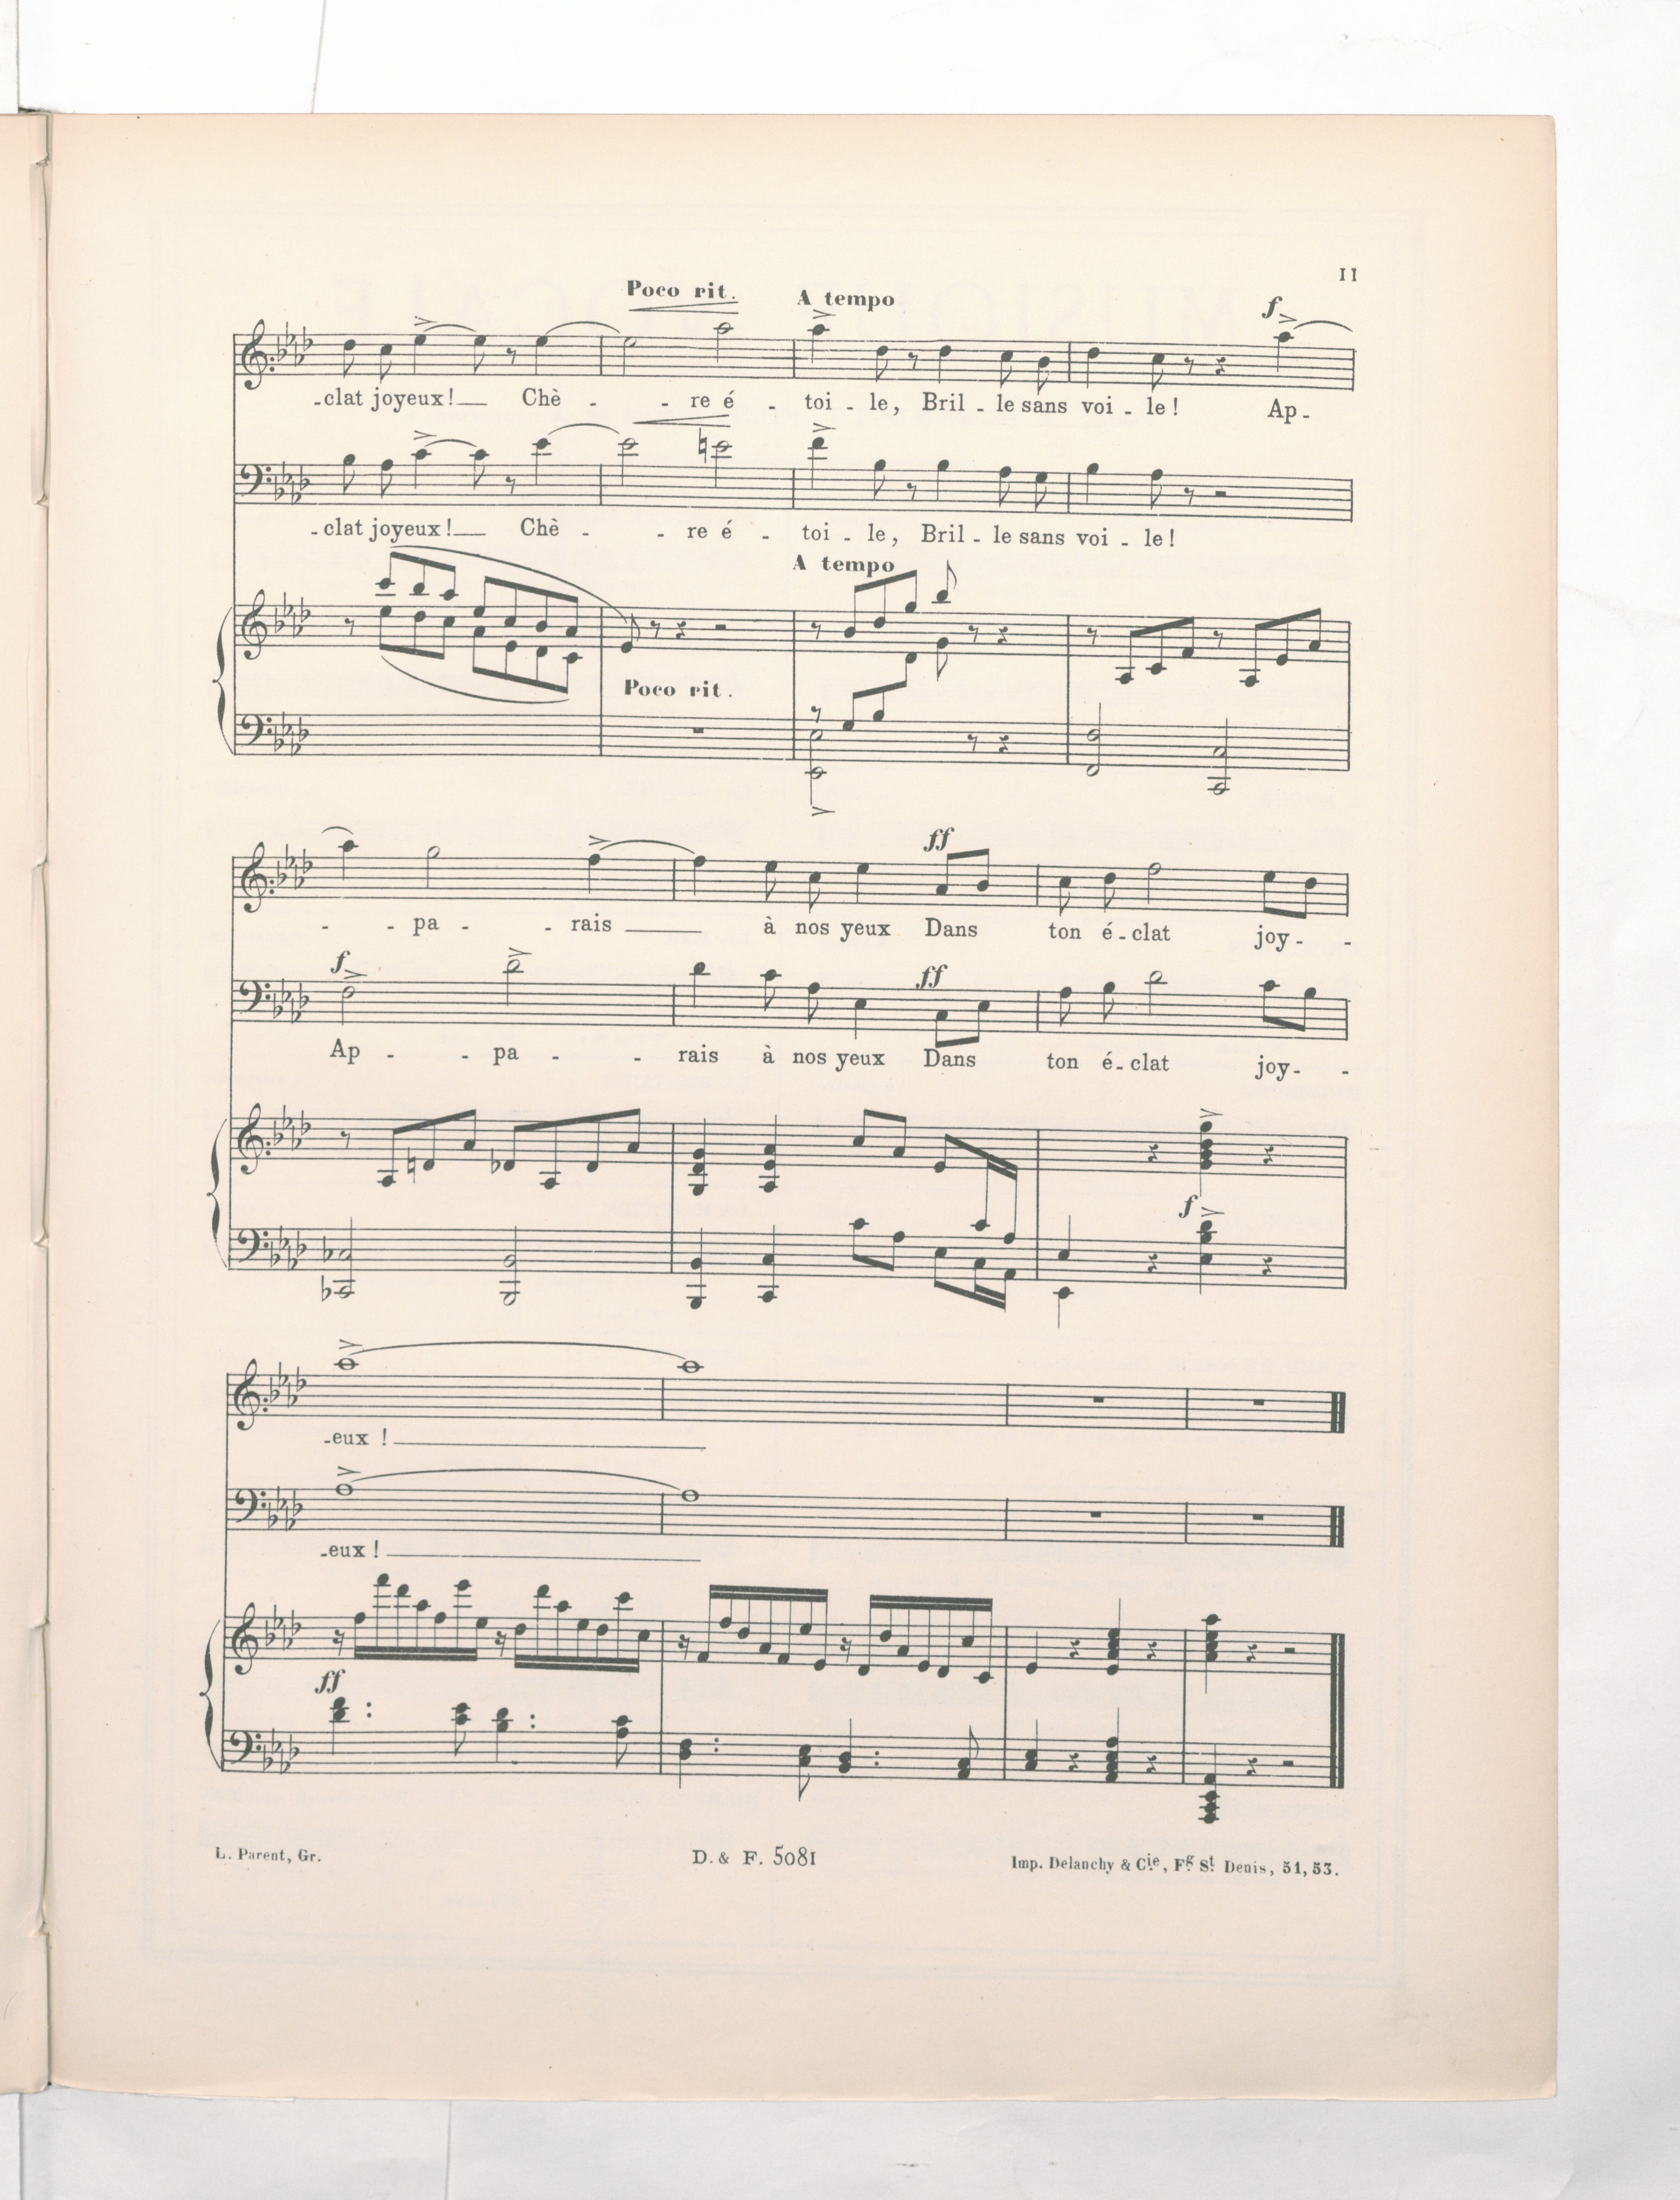 11
Poco rit. A tempo f
-clat joyeux! Chè - - re é - toi - le, Bril - le sans voi - le! Ap-
-clat joyeux! Chè - - re é - toi - le, Bril - le sans voi - le!
A tempo
Poco rit.
ff
- - pa - - rais à nos yeux Dans ton é - clat joy - -
f ff
Ap - - pa - - rais à nos yeux Dans ton é - clat joy - -
f
-eux!
-eux!
ff
L. Parent, Gr. D. & F. 5081 Imp. Delanchy & Cie, Fg St Denis, 51, 53.